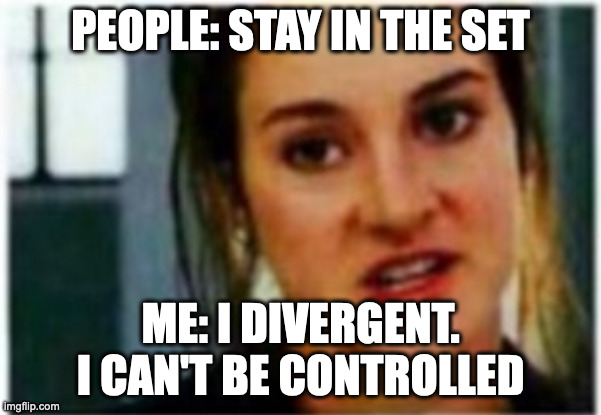 PEOPLE: STAY IN THE SET
ME: I DIVERGENT.
I CAN'T BE CONTROLLED
imgflip.com